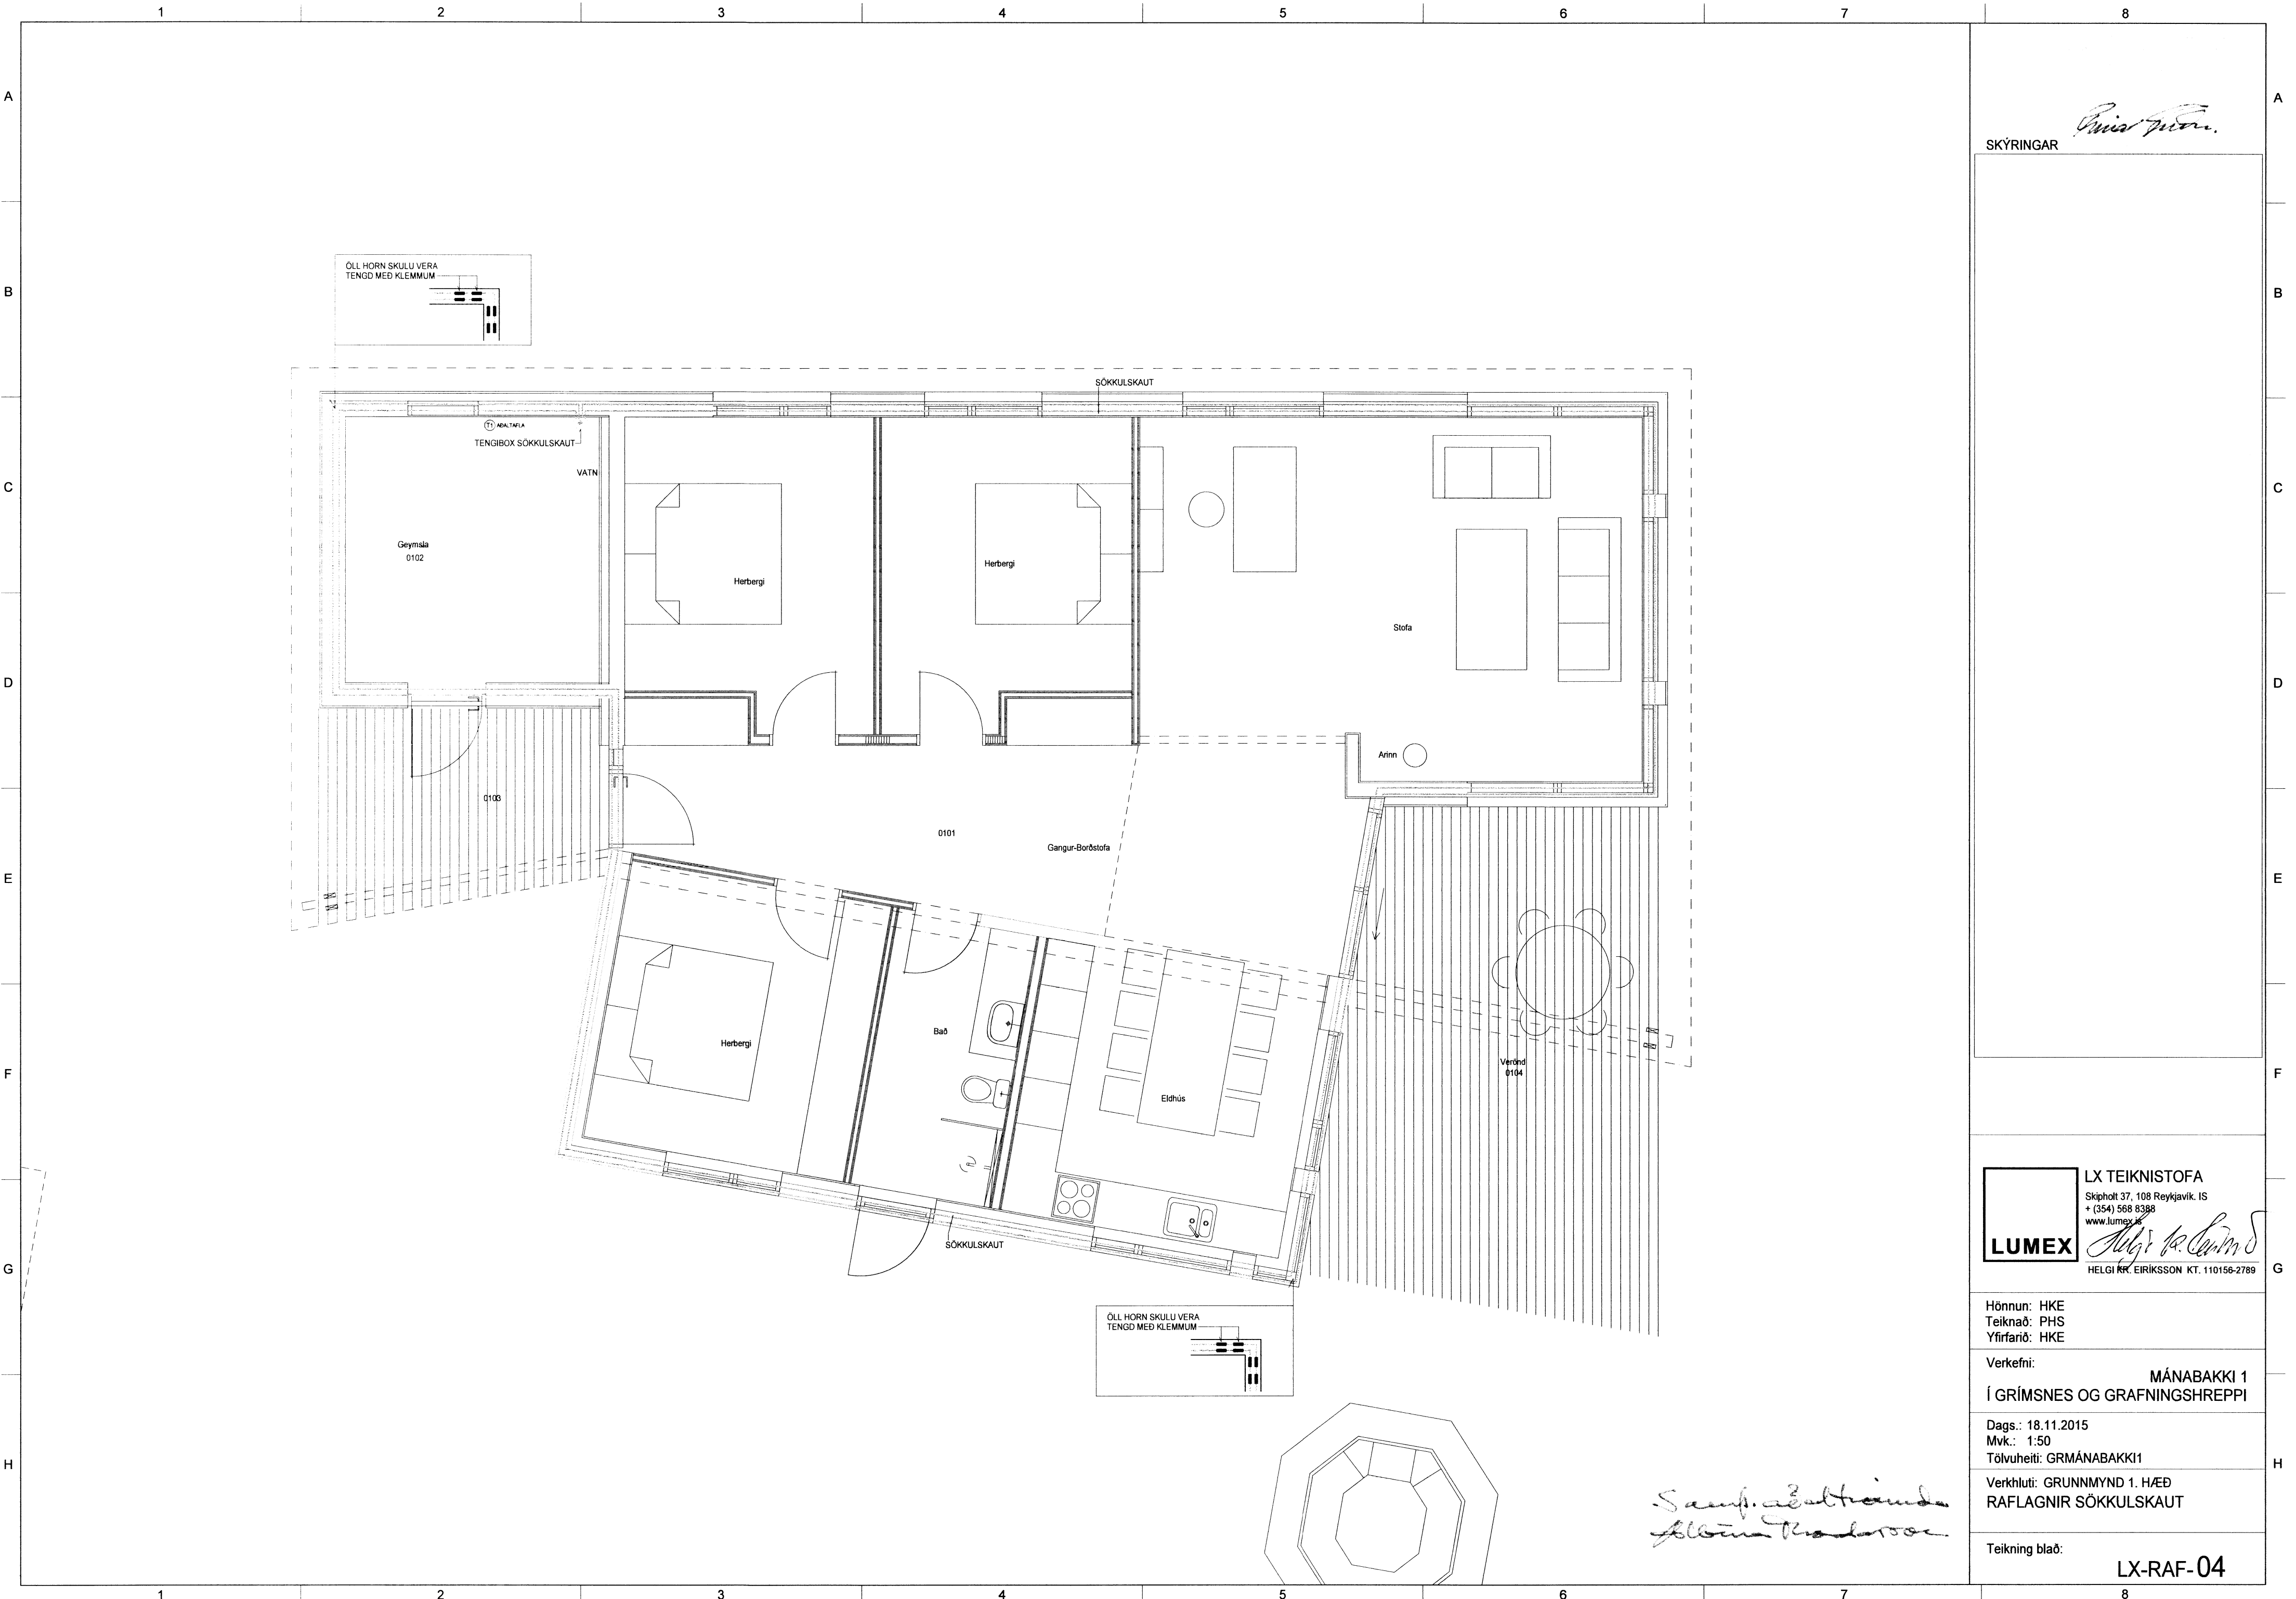 1 2 3 4 5 6 7 8
A A
B B
C C
D D
E E
F F
G G
H H
ÖLL HORN SKULU VERA
TENGD MEÐ KLEMMUM
SÖKKULSKAUT
T1 AÐALTAFLA
TENGIBOX SÖKKULSKAUT
VATN
Geymsla
0102
Herbergi
Herbergi
Stofa
Arinn
0103
0101
Gangur-Borðstofa
Herbergi
Bað
Eldhús
Verönd
0104
SÖKKULSKAUT
ÖLL HORN SKULU VERA
TENGD MEÐ KLEMMUM
SKÝRINGAR
LUMEX
LX TEIKNISTOFA
Skipholt 37, 108 Reykjavik. IS
+ (354) 568 8388
www.lumex.is
HELGI KR. EIRÍKSSON KT. 110156-2789
Hönnun: HKE
Teiknað: PHS
Yfirfarið: HKE
Verkefni:
MÁNABAKKI 1
Í GRÍMSNES OG GRAFNINGSHREPPI
Dags.: 18.11.2015
Mvk.: 1:50
Tölvuheiti: GRMÁNABAKKI1
Verkhluti: GRUNNMYND 1. HÆÐ
RAFLAGNIR SÖKKULSKAUT
Teikning blað:
LX-RAF-04
1 2 3 4 5 6 7 8